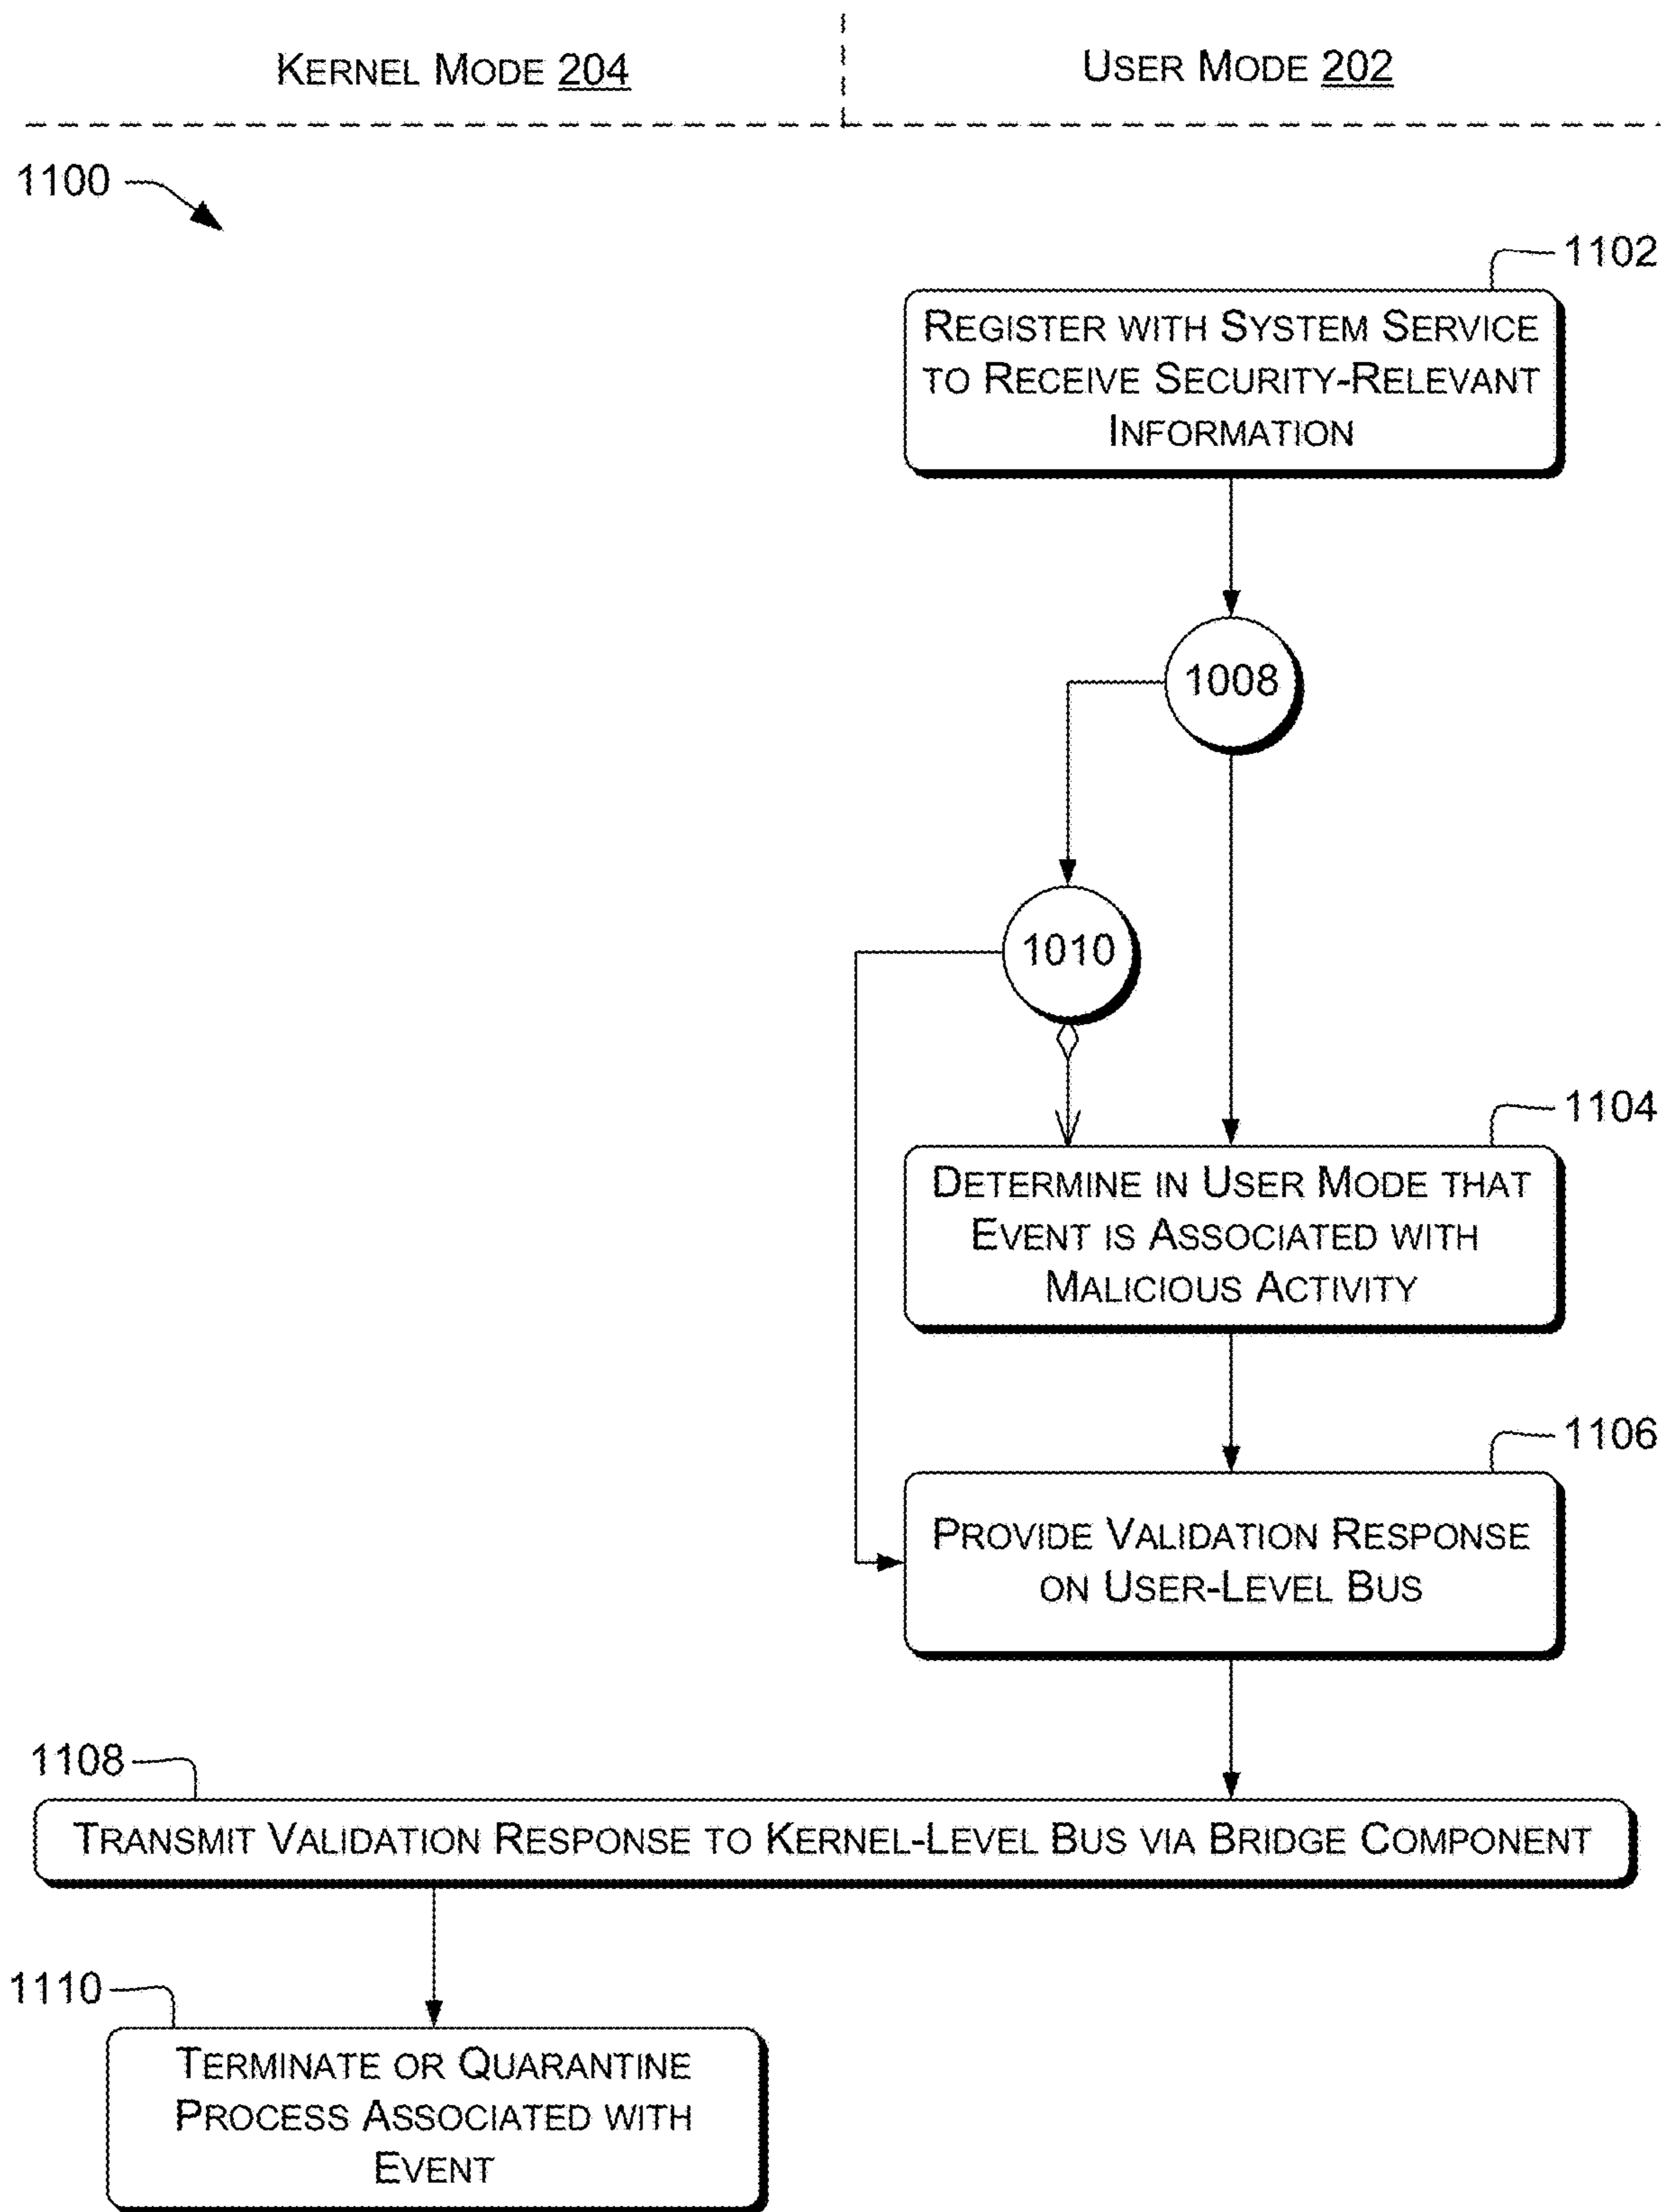 KERNEL MODE 204
USER MODE 202
1100
1102
REGISTER WITH SYSTEM SERVICE
TO RECEIVE SECURITY-RELEVANT
INFORMATION
1008
1010
1104
DETERMINE IN USER MODE THAT
EVENT IS ASSOCIATED WITH
MALICIOUS ACTIVITY
1106
PROVIDE VALIDATION RESPONSE
ON USER-LEVEL BUS
1108
TRANSMIT VALIDATION RESPONSE TO KERNEL-LEVEL BUS VIA BRIDGE COMPONENT
1110
TERMINATE OR QUARANTINE
PROCESS ASSOCIATED WITH
EVENT